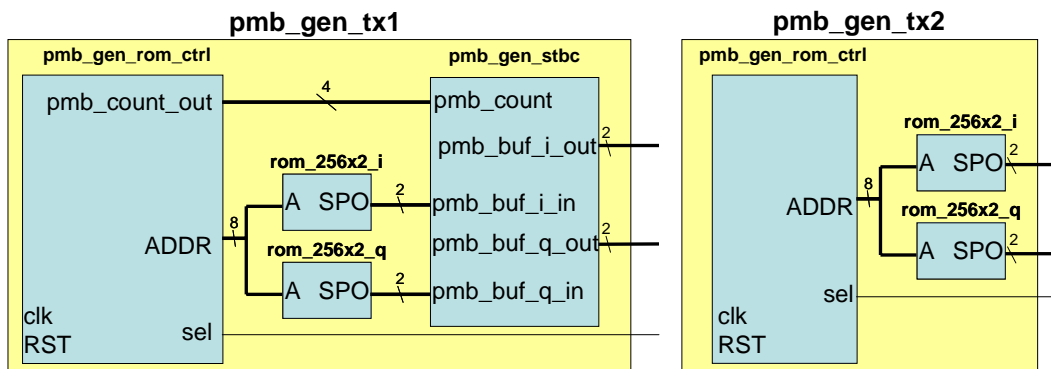 pmb_gen_tx1
pmb_gen_rom_ctrl
pmb_gen_stbc
pmb_count_out
4
pmb_count
pmb_buf_i_out
2
rom_256x2_i
A SPO
2
pmb_buf_i_in
8
ADDR
pmb_buf_q_out
2
rom_256x2_q
A SPO
2
pmb_buf_q_in
clk
sel
RST
pmb_gen_tx2
pmb_gen_rom_ctrl
rom_256x2_i
A SPO
2
8
ADDR
rom_256x2_q
A SPO
2
sel
clk
RST